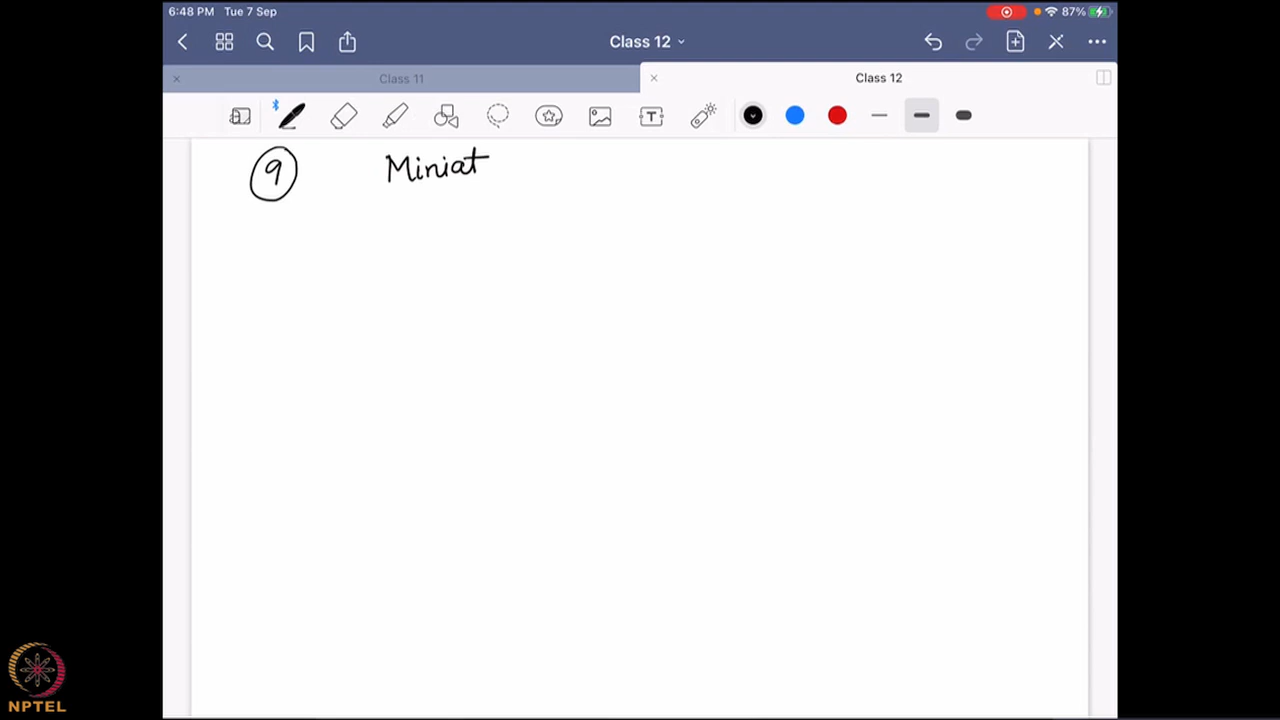 6:48 PM Tue 7 Sep 87%
Class 12
Class 11 Class 12
T
9 Miniat
NPTEL